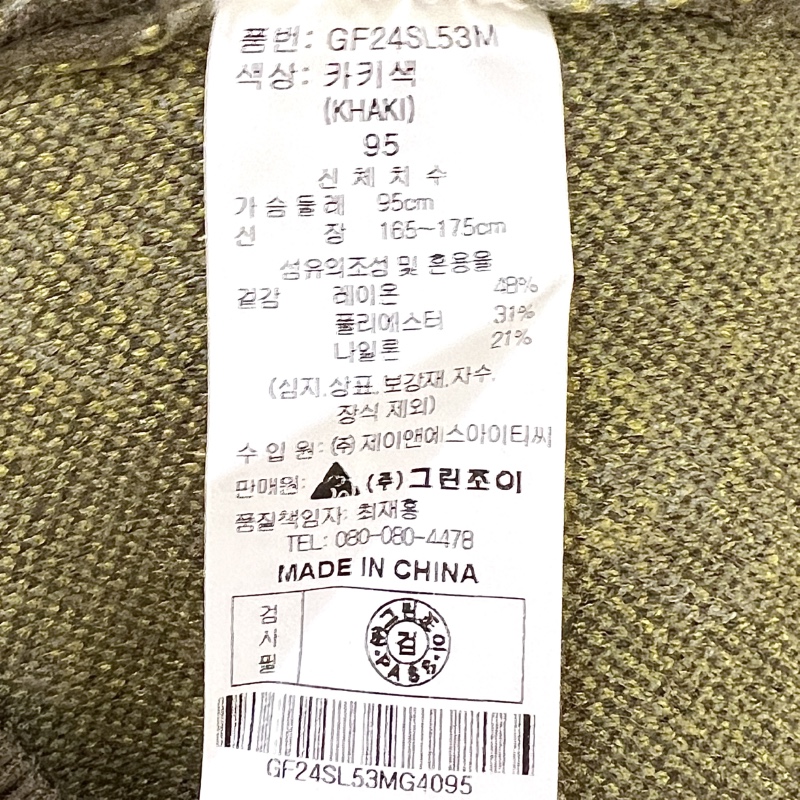 품번: GF24SL53M
색상: 카키색
(KHAKI)
95
신 체 치 수
가슴둘레 95cm
신 장 165~175cm
섬유의조성 및 혼용율
겉감 레이온 48%
폴리에스터 31%
나일론 21%
(심지,상표,보강재,자수,
장식 제외)
수 입 원: (주) 제이앤에스아이티씨
판매원: (주)그린조이
품질책임자: 최재홍
TEL: 080-080-4478
MADE IN CHINA
검사필
그린조이
검
PASS
GF24SL53MG4095